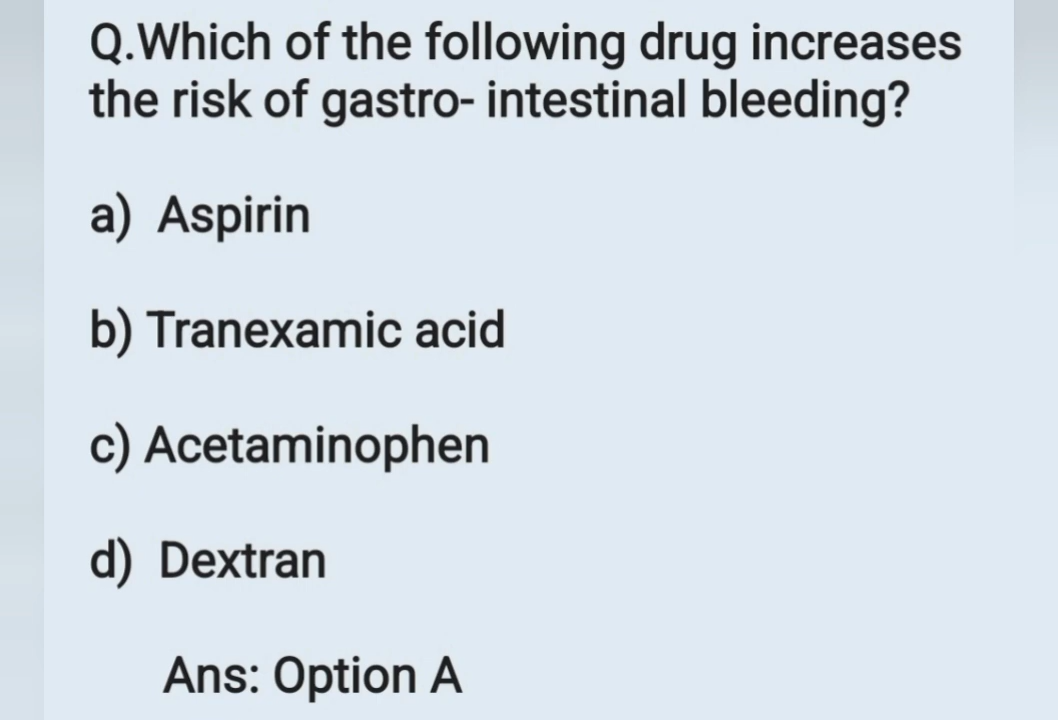 Q.Which of the following drug increases
the risk of gastro- intestinal bleeding?
a) Aspirin
b) Tranexamic acid
c) Acetaminophen
d) Dextran
Ans: Option A